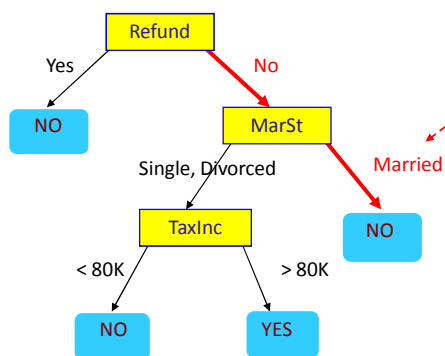 Refund
Yes
No
NO
MarSt
Single, Divorced
Married
TaxInc
NO
< 80K
> 80K
NO
YES